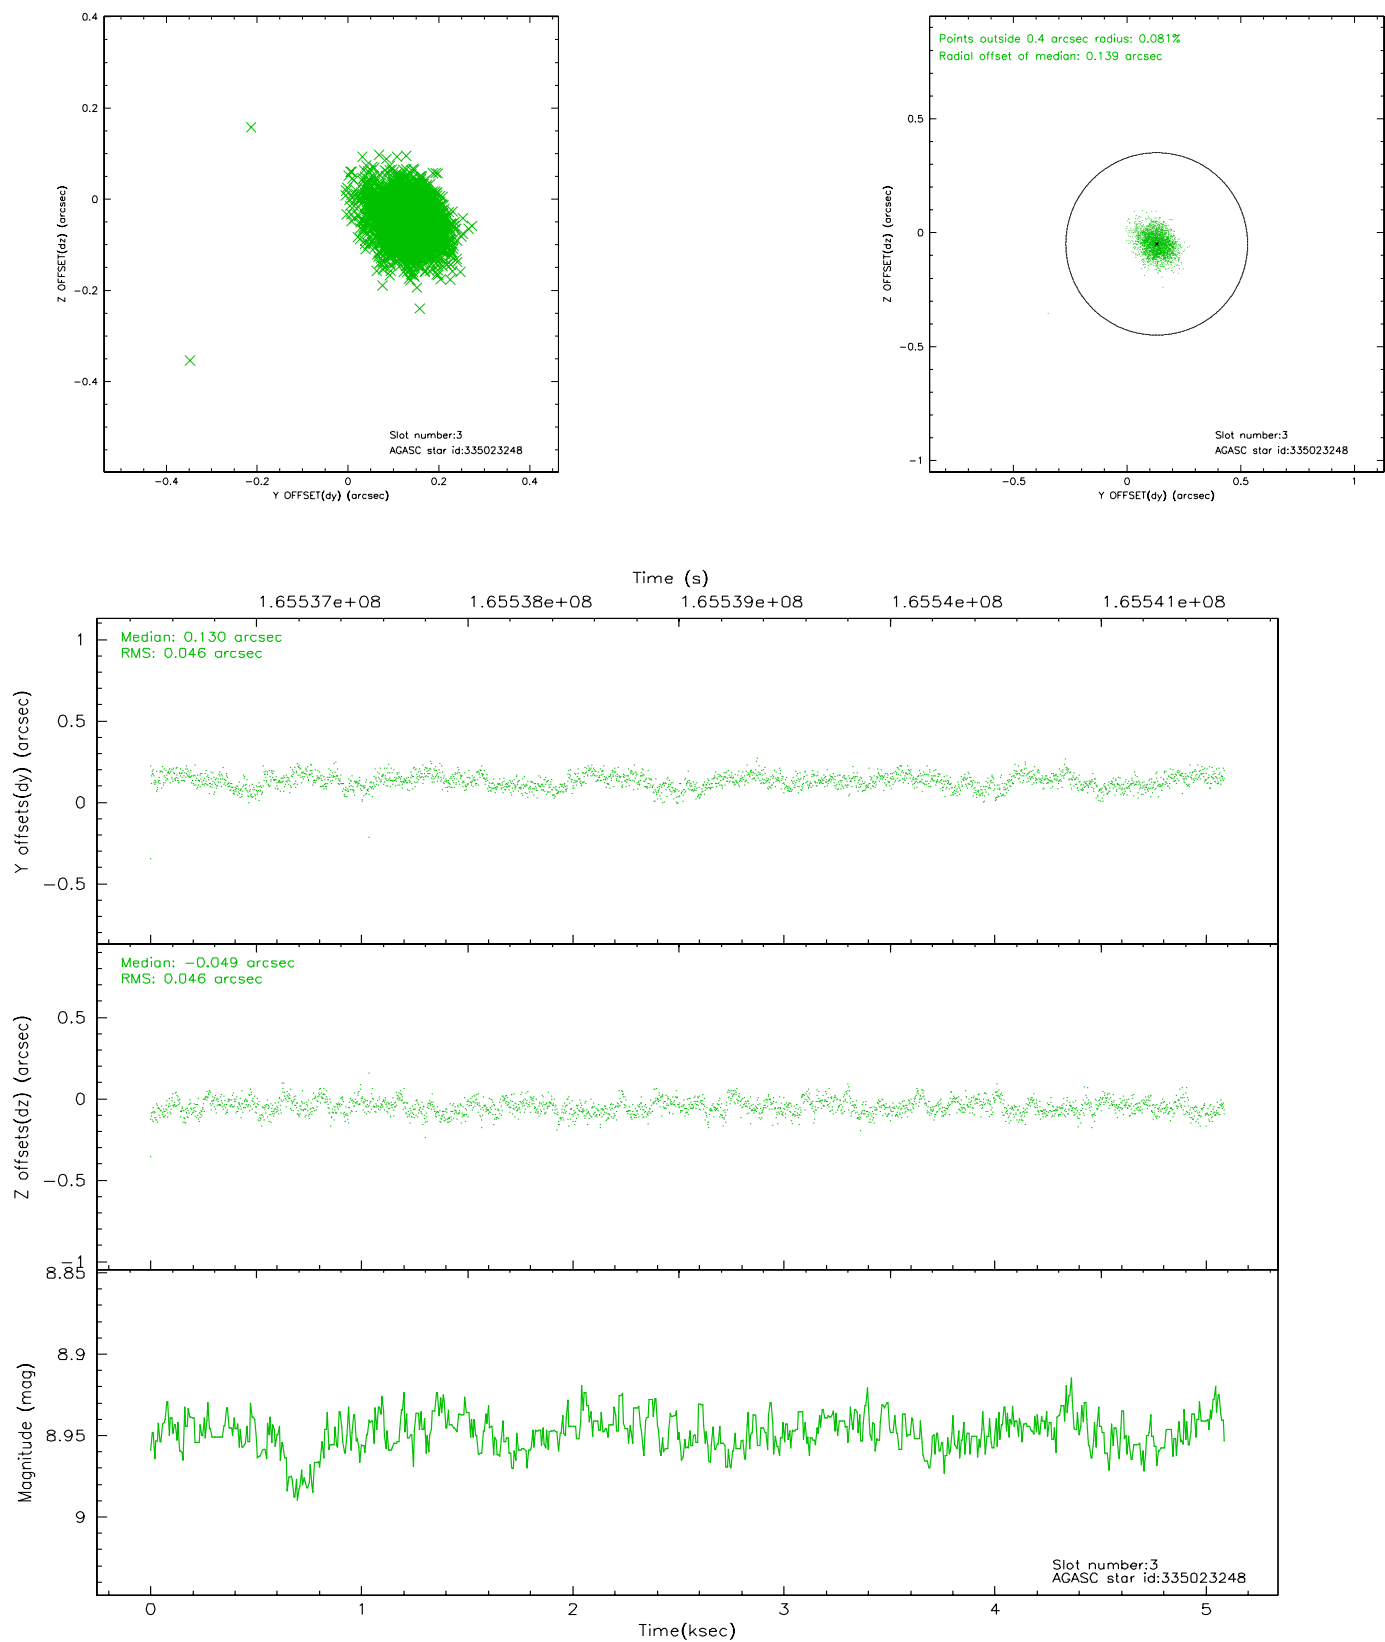 0.4
0.2
0
−0.2
−0.4
Z OFFSET(dz) (arcsec)
Slot number:3
AGASC star id:335023248
−0.4 −0.2 0 0.2 0.4
Y OFFSET(dy) (arcsec)
Points outside 0.4 arcsec radius: 0.081%
Radial offset of median: 0.139 arcsec
0.5
0
−0.5
−1
Z OFFSET(dz) (arcsec)
Slot number:3
AGASC star id:335023248
−0.5 0 0.5 1
Y OFFSET(dy) (arcsec)
Time (s)
1.65537e+08 1.65538e+08 1.65539e+08 1.6554e+08 1.65541e+08
Median: 0.130 arcsec
RMS: 0.046 arcsec
1
0.5
0
−0.5
Y offsets(dy) (arcsec)
Median: −0.049 arcsec
RMS: 0.046 arcsec
0.5
0
−0.5
−1
Z offsets(dz) (arcsec)
8.85
8.9
8.95
9
Magnitude (mag)
Slot number:3
AGASC star id:335023248
0 1 2 3 4 5
Time(ksec)